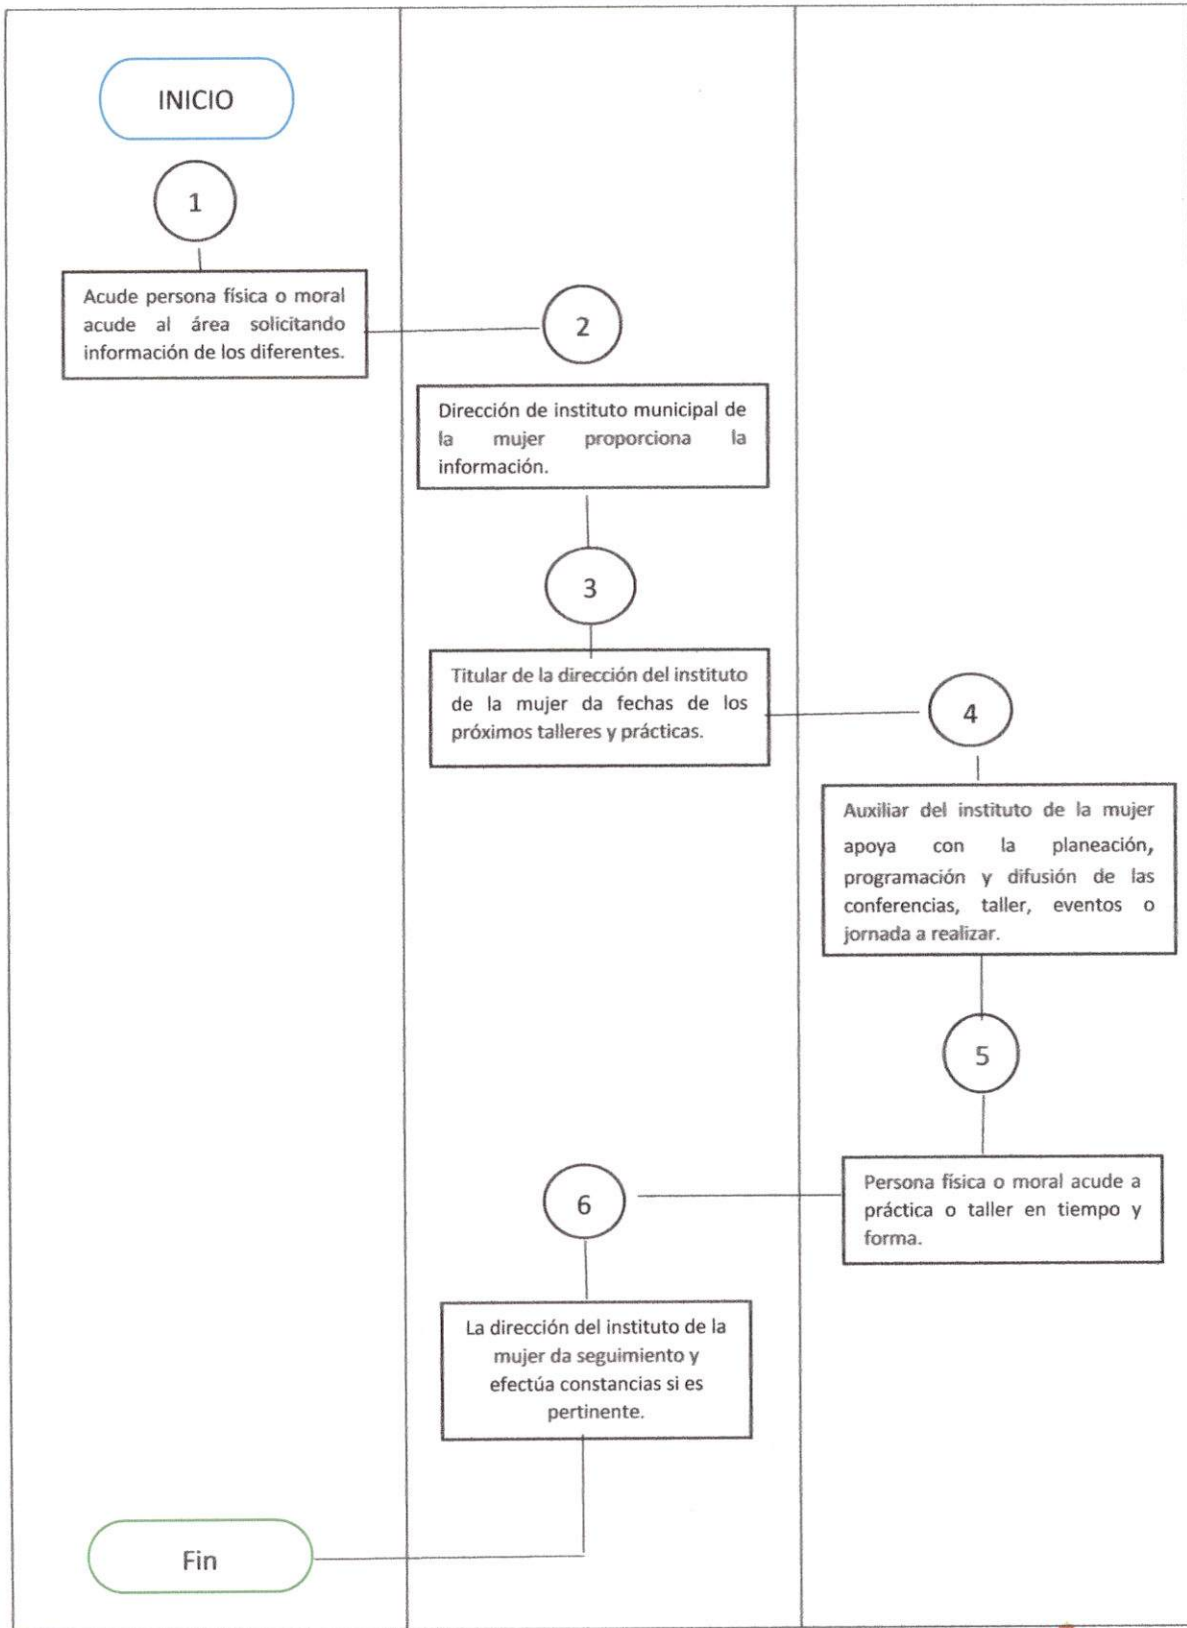 INICIO
1
Acude persona física o moral
acude al área solicitando
información de los diferentes.
2
Dirección de instituto municipal de
la mujer proporciona la
información.
3
Titular de la dirección del instituto
de la mujer da fechas de los
próximos talleres y prácticas.
4
Auxiliar del instituto de la mujer
apoya con la planeación,
programación y difusión de las
conferencias, taller, eventos o
jornada a realizar.
5
Persona física o moral acude a
práctica o taller en tiempo y
forma.
6
La dirección del instituto de la
mujer da seguimiento y
efectúa constancias si es
pertinente.
Fin